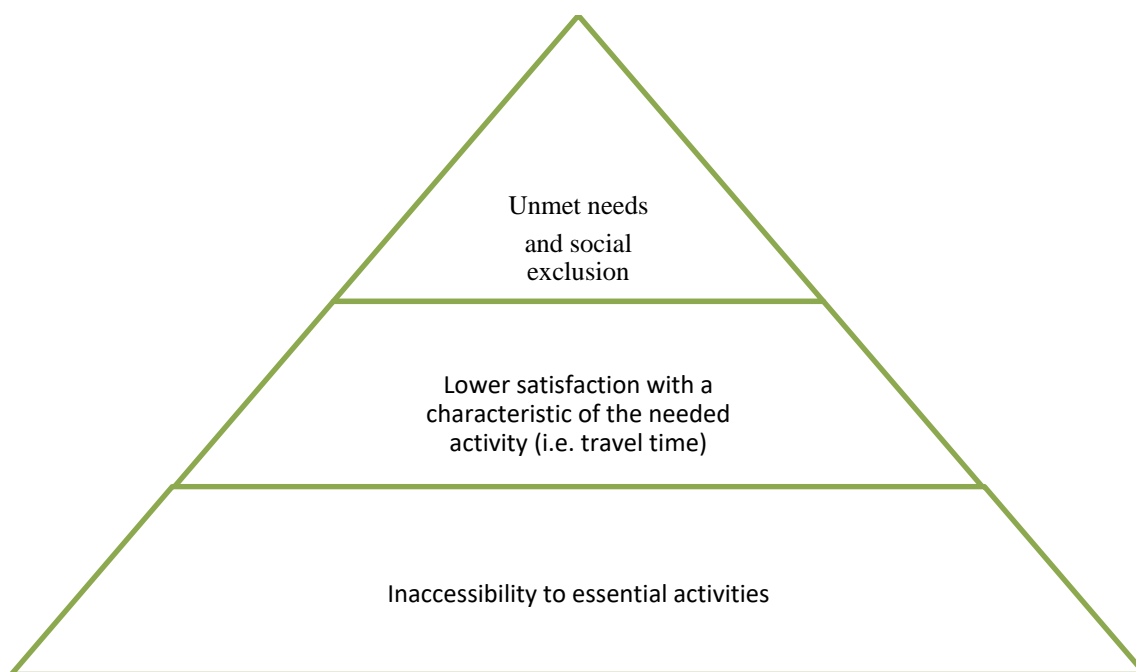 Unmet needs
and social
exclusion
Lower satisfaction with a
characteristic of the needed
activity (i.e. travel time)
Inaccessibility to essential activities